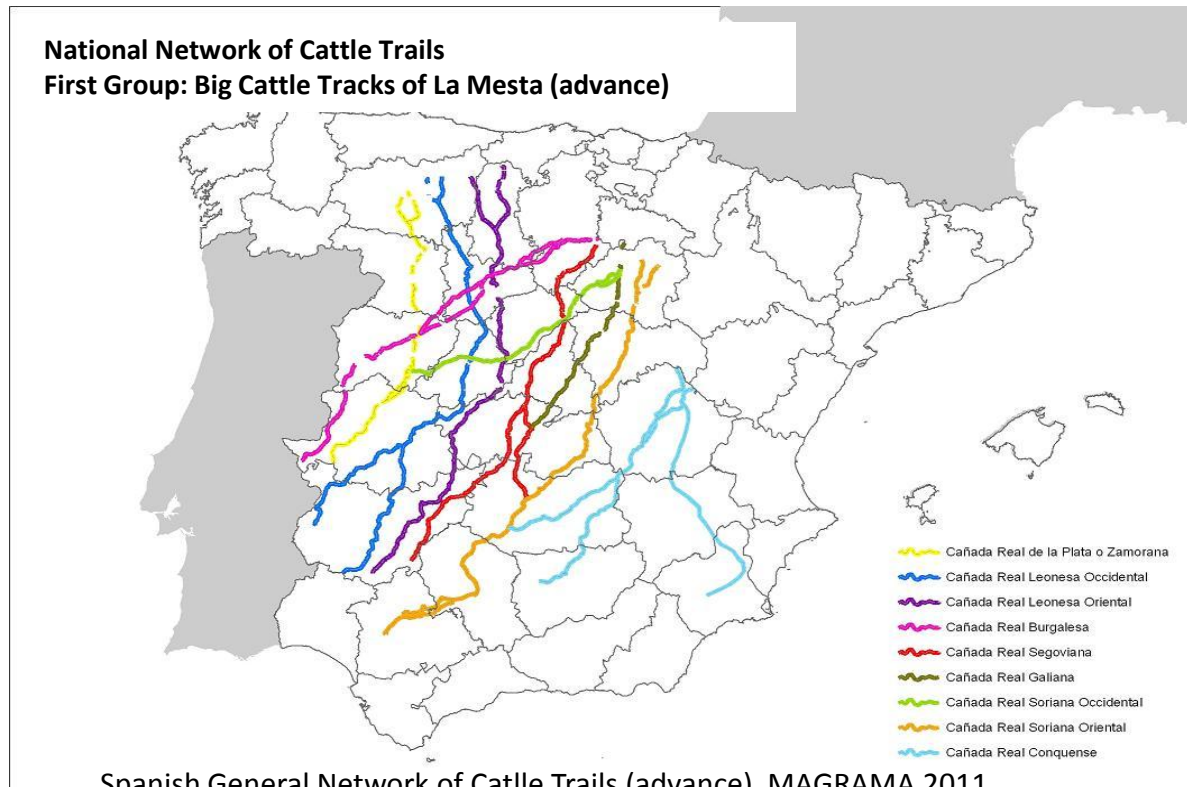 National Network of Cattle Trails
First Group: Big Cattle Tracks of La Mesta (advance)
Cañada Real de la Plata o Zamorana
Cañada Real Leonesa Occidental
Cañada Real Leonesa Oriental
Cañada Real Burgalesa
Cañada Real Segoviana
Cañada Real Galiana
Cañada Real Soriana Occidental
Cañada Real Soriana Oriental
Cañada Real Conquense
Spanish General Network of Catlle Trails (advance). MAGRAMA 2011